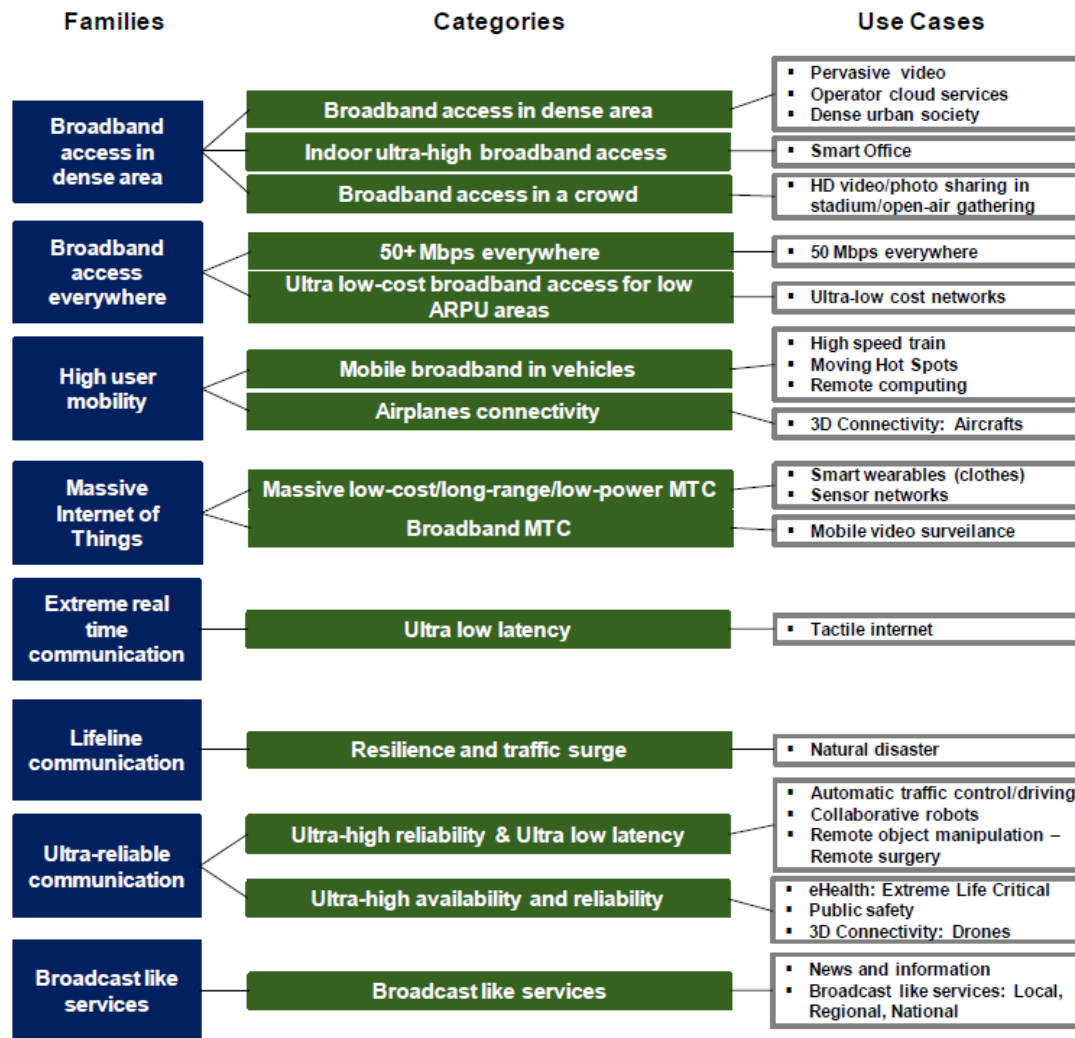 Families
Categories
Use Cases
Broadband
access in
dense area
Broadband access in dense area
▪ Pervasive video
▪ Operator cloud services
▪ Dense urban society
Indoor ultra-high broadband access
▪ Smart Office
Broadband access in a crowd
▪ HD video/photo sharing in
stadium/open-air gathering
Broadband
access
everywhere
50+ Mbps everywhere
▪ 50 Mbps everywhere
Ultra low-cost broadband access for low
ARPU areas
▪ Ultra-low cost networks
High user
mobility
Mobile broadband in vehicles
▪ High speed train
▪ Moving Hot Spots
▪ Remote computing
Airplanes connectivity
▪ 3D Connectivity: Aircrafts
Massive
Internet of
Things
Massive low-cost/long-range/low-power MTC
▪ Smart wearables (clothes)
▪ Sensor networks
Broadband MTC
▪ Mobile video surveilance
Extreme real
time
communication
Ultra low latency
▪ Tactile internet
Lifeline
communication
Resilience and traffic surge
▪ Natural disaster
Ultra-reliable
communication
Ultra-high reliability & Ultra low latency
▪ Automatic traffic control/driving
▪ Collaborative robots
▪ Remote object manipulation –
Remote surgery
Ultra-high availability and reliability
▪ eHealth: Extreme Life Critical
▪ Public safety
▪ 3D Connectivity: Drones
Broadcast like
services
Broadcast like services
▪ News and information
▪ Broadcast like services: Local,
Regional, National